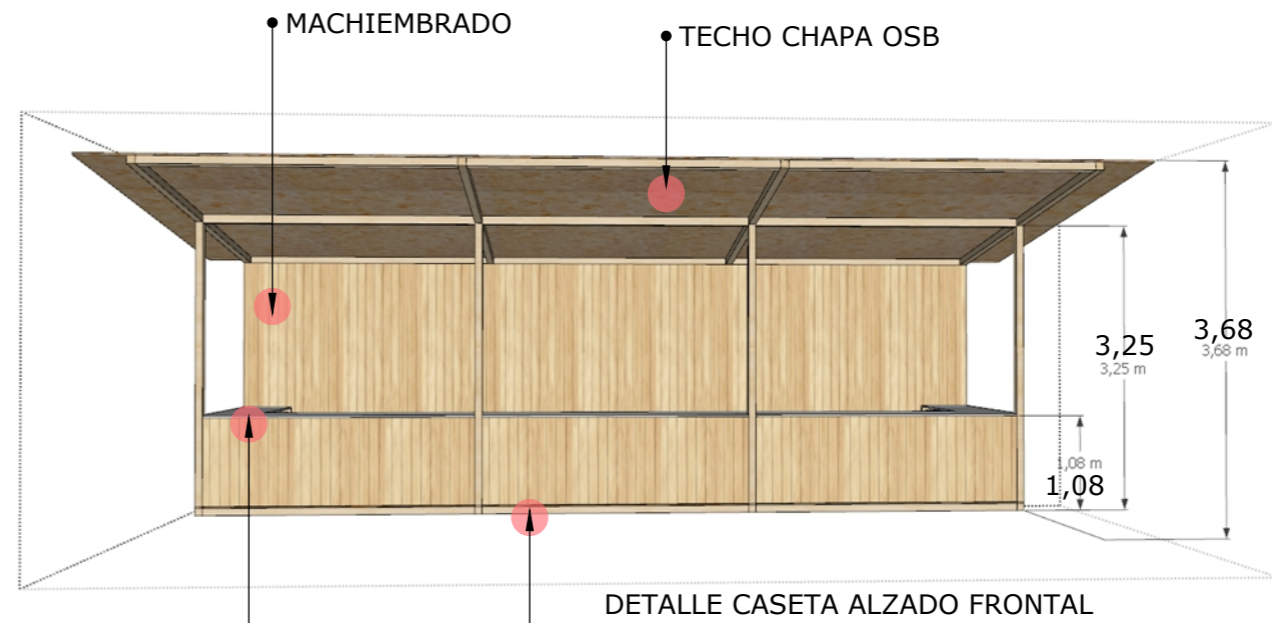 MACHIEMBRADO
TECHO CHAPA OSB
3,25
3,25 m
3,68
3,68 m
1,08 m
1,08
DETALLE CASETA ALZADO FRONTAL